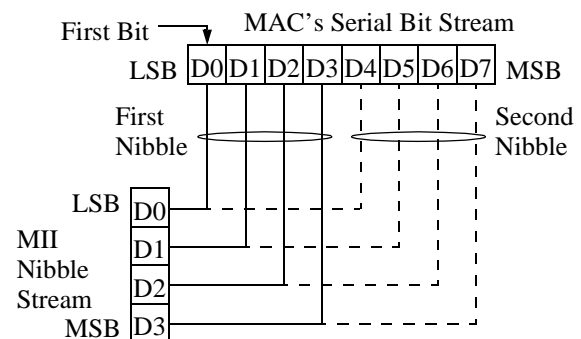 First Bit
MAC's Serial Bit Stream
LSB D0 D1 D2 D3 D4 D5 D6 D7 MSB
First
Nibble
Second
Nibble
LSB D0
MII
Nibble
Stream
D1
D2
MSB D3